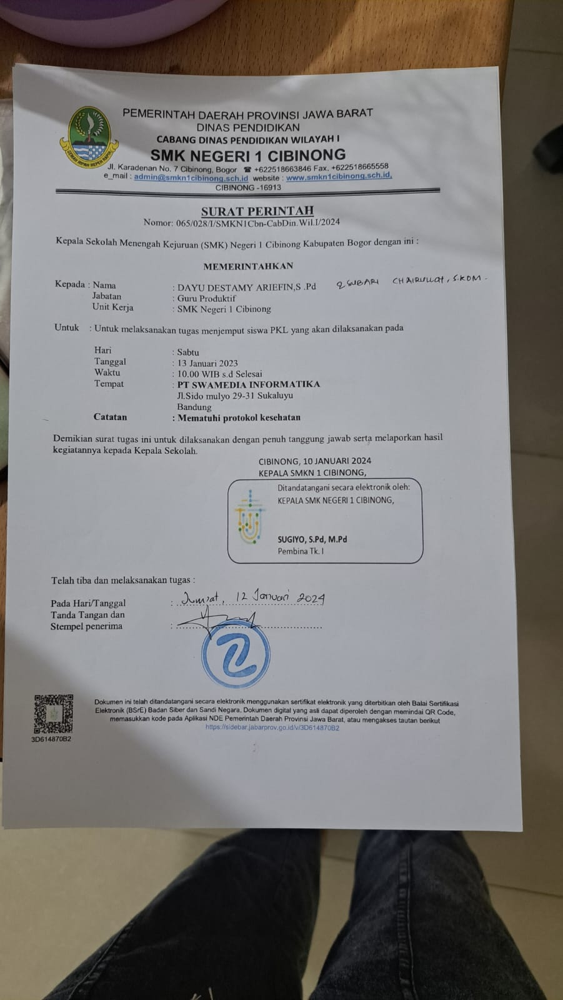 PEMERINTAH DAERAH PROVINSI JAWA BARAT
DINAS PENDIDIKAN
CABANG DINAS PENDIDIKAN WILAYAH I
SMK NEGERI 1 CIBINONG
Jl. Karadenan No. 7 Cibinong, Bogor ☎ +622518663846 Fax. +622518665558
e_mail : admin@smkn1cibinong.sch.id website : www.smkn1cibinong.sch.id,
CIBINONG -16913
SURAT PERINTAH
Nomor: 065/028/I/SMKN1Cbn-CabDin.Wil.I/2024
Kepala Sekolah Menengah Kejuruan (SMK) Negeri 1 Cibinong Kabupaten Bogor dengan ini :
MEMERINTAHKAN
Kepada : Nama : DAYU DESTAMY ARIEFIN,S .Pd CHAIRULLAH, S.KOM -
Jabatan : Guru Produktif
Unit Kerja : SMK Negeri 1 Cibinong
Untuk : Untuk melaksanakan tugas menjemput siswa PKL yang akan dilaksanakan pada
Hari : Sabtu
Tanggal : 13 Januari 2023
Waktu : 10.00 WIB s.d Selesai
Tempat : PT SWAMEDIA INFORMATIKA
Jl.Sido mulyo 29-31 Sukaluyu
Bandung
Catatan : Mematuhi protokol kesehatan
Demikian surat tugas ini untuk dilaksanakan dengan penuh tanggung jawab serta melaporkan hasil
kegiatannya kepada Kepala Sekolah.
CIBINONG, 10 JANUARI 2024
KEPALA SMKN 1 CIBINONG,
Ditandatangani secara elektronik oleh:
KEPALA SMK NEGERI 1 CIBINONG,
SUGIYO, S.Pd, M.Pd
Pembina Tk. I
Telah tiba dan melaksanakan tugas :
Pada Hari/Tanggal : Jum'at, 12 Januari 2024
Tanda Tangan dan
Stempel penerima :
Dokumen ini telah ditandatangani secara elektronik menggunakan sertifikat elektronik yang diterbitkan oleh Balai Sertifikasi
Elektronik (BSrE) Badan Siber dan Sandi Negara. Dokumen digital yang asli dapat diperoleh dengan memindai QR Code,
memasukkan kode pada Aplikasi NDE Pemerintah Daerah Provinsi Jawa Barat, atau mengakses tautan berikut
https://sidebar.jabarprov.go.id/v/3D614870B2
3D614870B2